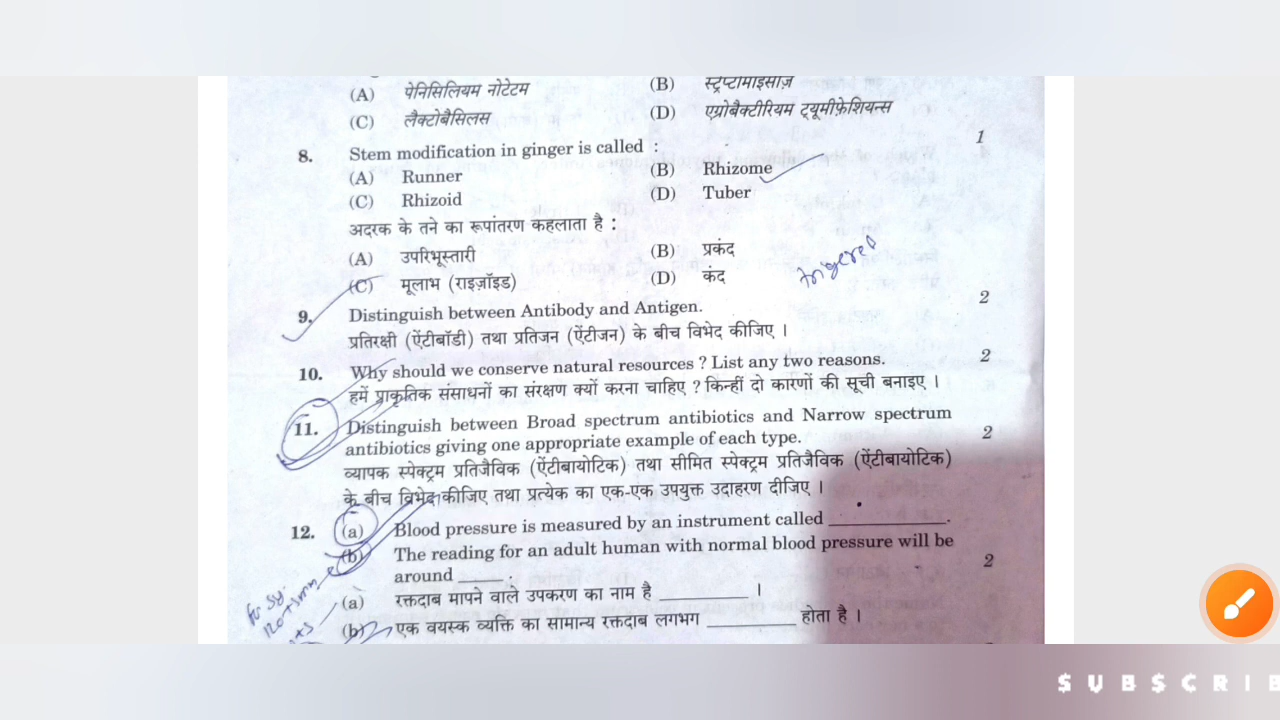 (A) पेनिसिलियम नोटेटम (B) स्ट्रेप्टोमाइसीज़
(C) लैक्टोबैसिलस (D) एग्रोबैक्टीरियम ट्यूमीफ़ेशियन्स
8. Stem modification in ginger is called : 1
(A) Runner (B) Rhizome
(C) Rhizoid (D) Tuber
अदरक के तने का रूपांतरण कहलाता है :
(A) उपरिभूस्तारी (B) प्रकंद
(C) मूलाभ (राइज़ॉइड) (D) कंद
9. Distinguish between Antibody and Antigen. 2
प्रतिरक्षी (ऐंटीबॉडी) तथा प्रतिजन (ऐंटीजन) के बीच विभेद कीजिए ।
10. Why should we conserve natural resources ? List any two reasons. 2
हमें प्राकृतिक संसाधनों का संरक्षण क्यों करना चाहिए ? किन्हीं दो कारणों की सूची बनाइए ।
11. Distinguish between Broad spectrum antibiotics and Narrow spectrum
antibiotics giving one appropriate example of each type. 2
व्यापक स्पेक्ट्रम प्रतिजैविक (ऐंटीबायोटिक) तथा सीमित स्पेक्ट्रम प्रतिजैविक (ऐंटीबायोटिक)
के बीच विभेद कीजिए तथा प्रत्येक का एक-एक उपयुक्त उदाहरण दीजिए ।
12. (a) Blood pressure is measured by an instrument called ____________.
(b) The reading for an adult human with normal blood pressure will be
around _____ . 2
(a) रक्तदाब मापने वाले उपकरण का नाम है __________ ।
(b) एक वयस्क व्यक्ति का सामान्य रक्तदाब लगभग __________ होता है ।
SUBSCRIB